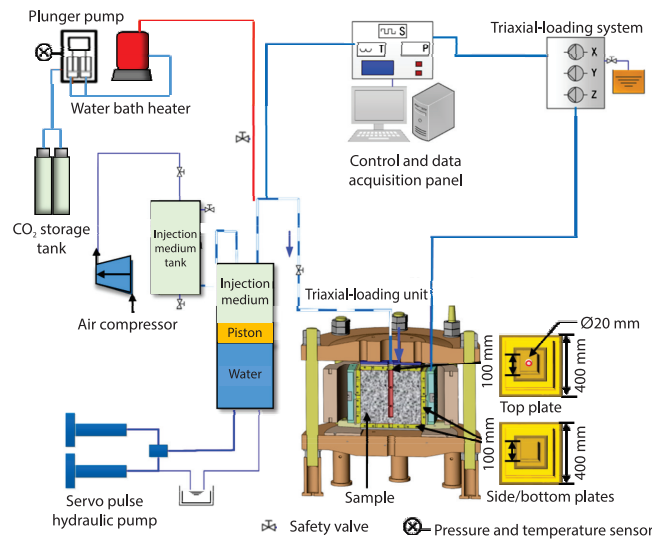 Plunger pump
Water bath heater
CO₂ storage
tank
Injection
medium
tank
Air compressor
Injection
medium
Piston
Water
Servo pulse
hydraulic pump
S
T
P
Control and data
acquisition panel
Triaxial-loading system
X
Y
Z
Triaxial-loading unit
Sample
Ø20 mm
100 mm
400 mm
Top plate
100 mm
100 mm
400 mm
Side/bottom plates
Safety valve
Pressure and temperature sensor